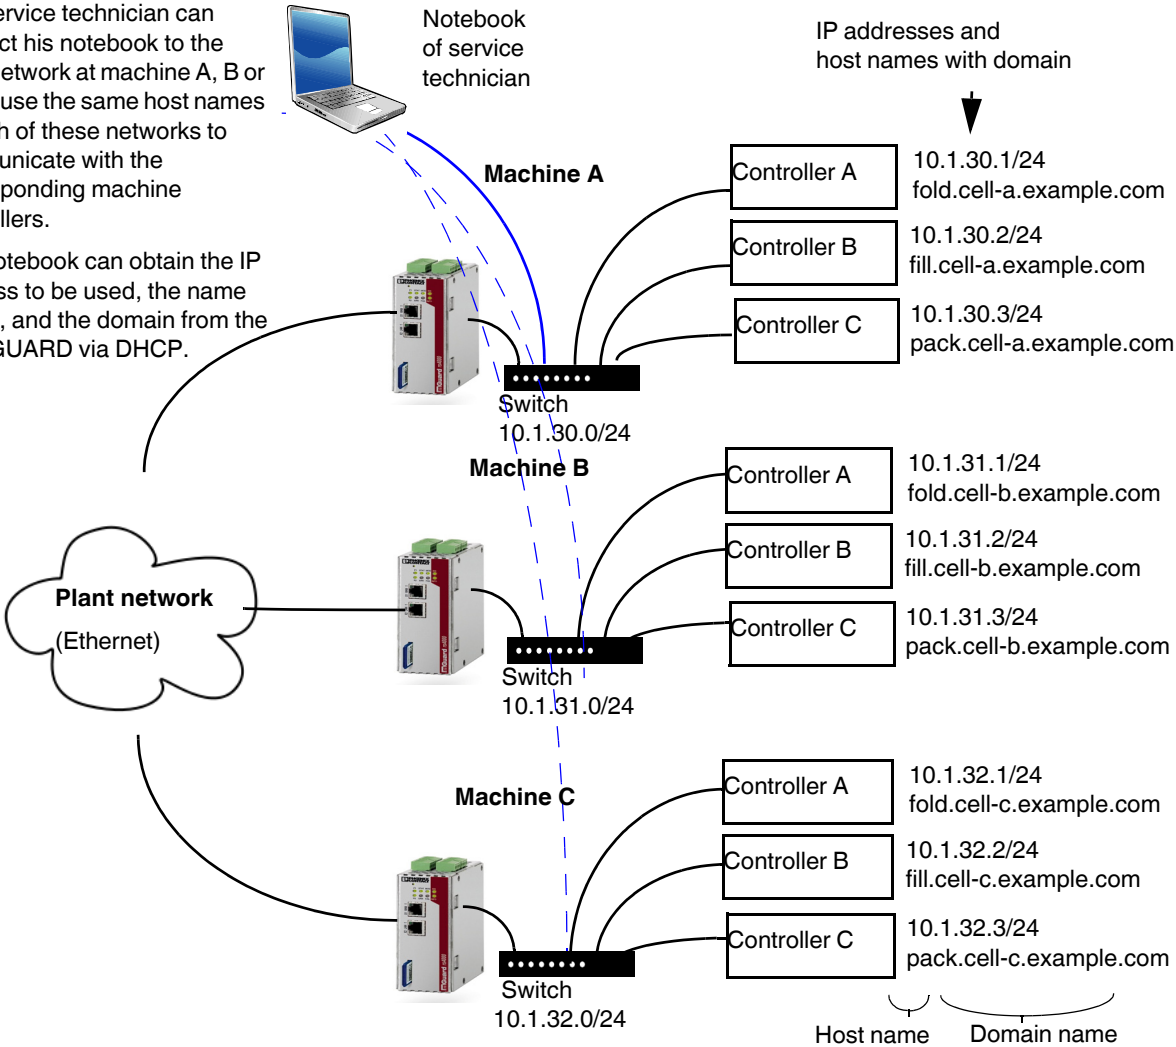 ervice technician can
ct his notebook to the
etwork at machine A, B or
use the same host names
h of these networks to
unicate with the
sponding machine
llers.
otebook can obtain the IP
ss to be used, the name
, and the domain from the
GUARD via DHCP.
Notebook
of service
technician
IP addresses and
host names with domain
Machine A
Controller A
10.1.30.1/24
fold.cell-a.example.com
Controller B
10.1.30.2/24
fill.cell-a.example.com
Controller C
10.1.30.3/24
pack.cell-a.example.com
Switch
10.1.30.0/24
Machine B
Controller A
10.1.31.1/24
fold.cell-b.example.com
Controller B
10.1.31.2/24
fill.cell-b.example.com
Controller C
10.1.31.3/24
pack.cell-b.example.com
Switch
10.1.31.0/24
Plant network
(Ethernet)
Machine C
Controller A
10.1.32.1/24
fold.cell-c.example.com
Controller B
10.1.32.2/24
fill.cell-c.example.com
Controller C
10.1.32.3/24
pack.cell-c.example.com
Switch
10.1.32.0/24
Host name
Domain name